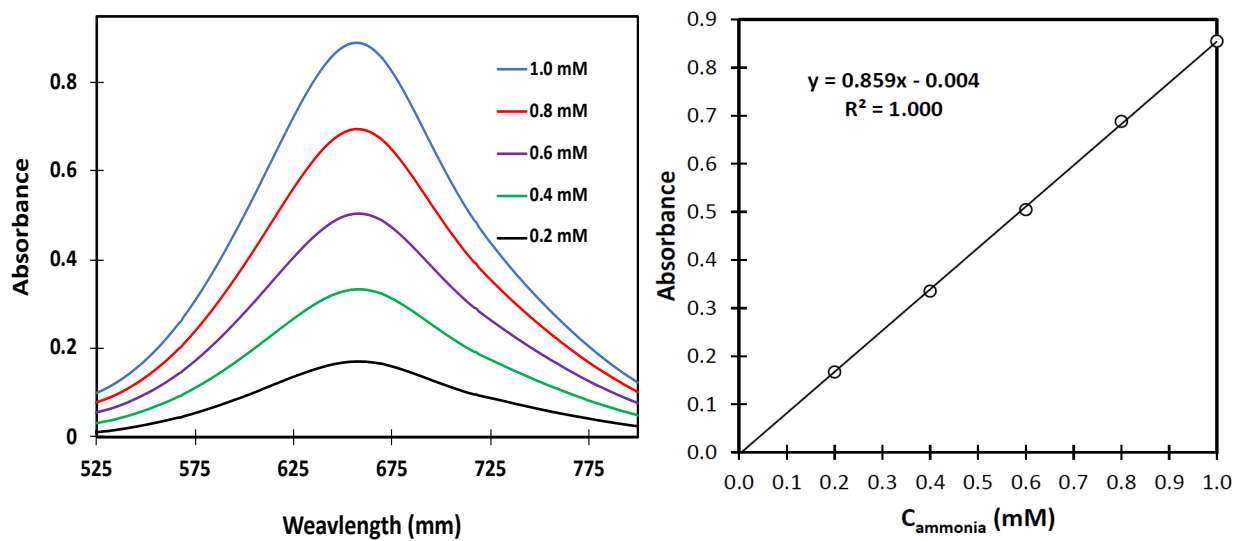 Absorbance
0.8
0.6
0.4
0.2
0
525
575
625
675
725
775
Weavlength (mm)
1.0 mM
0.8 mM
0.6 mM
0.4 mM
0.2 mM
Absorbance
0.9
0.8
0.7
0.6
0.5
0.4
0.3
0.2
0.1
0.0
y = 0.859x - 0.004
R² = 1.000
0.0 0.1 0.2 0.3 0.4 0.5 0.6 0.7 0.8 0.9 1.0
Cammonia (mM)